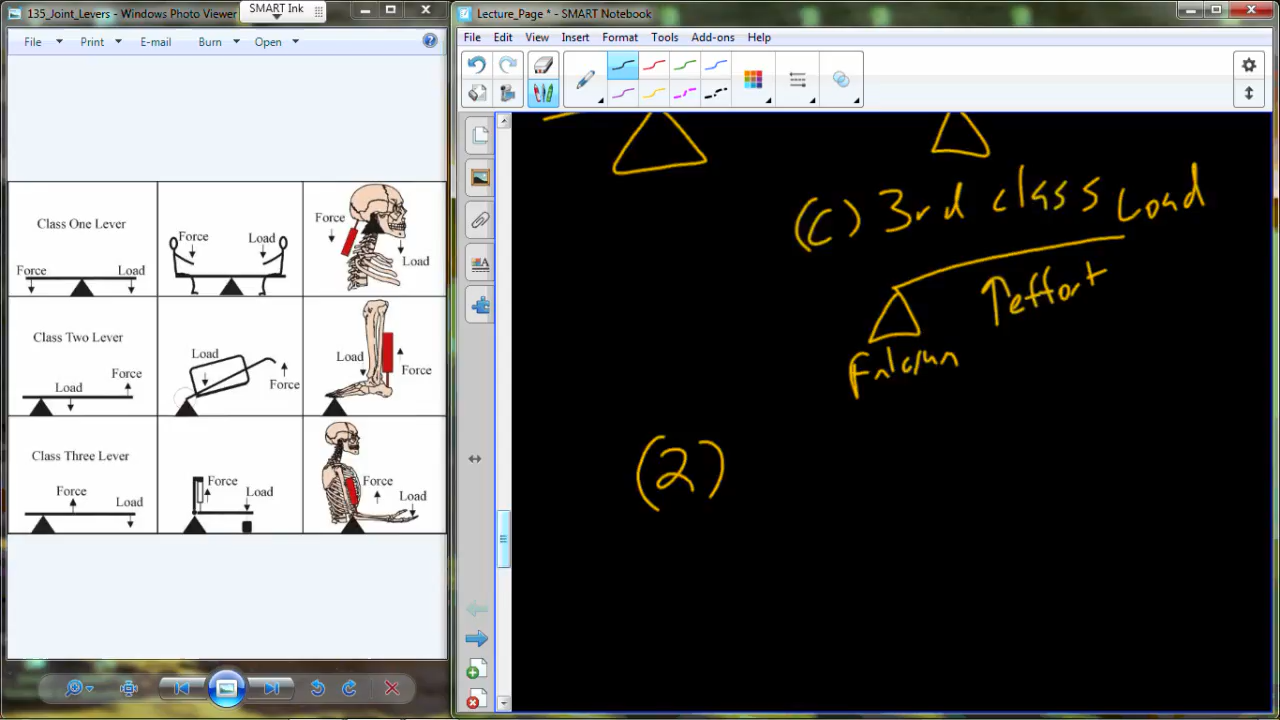 135_Joint_Levers - Windows Photo Viewer
SMART Ink
File Print E-mail Burn Open
Class One Lever
Force Load
Force Load
Force
Load
Class Two Lever
Load Force
Load
Force
Load
Force
Class Three Lever
Force
Load
Force
Load
Force
Load
Lecture_Page * - SMART Notebook
File Edit View Insert Format Tools Add-ons Help
(C) 3rd class Load
↑effort
(2)